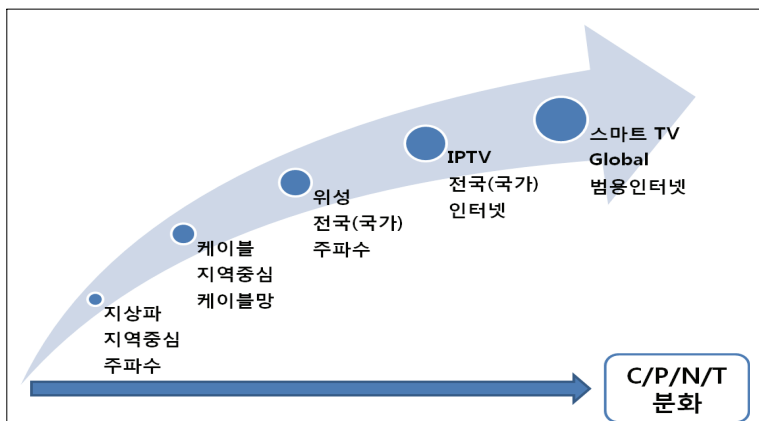 스마트 TV
Global
범용인터넷
IPTV
전국(국가)
인터넷
위성
전국(국가)
주파수
케이블
지역중심
케이블망
지상파
지역중심
주파수
C/P/N/T
분화